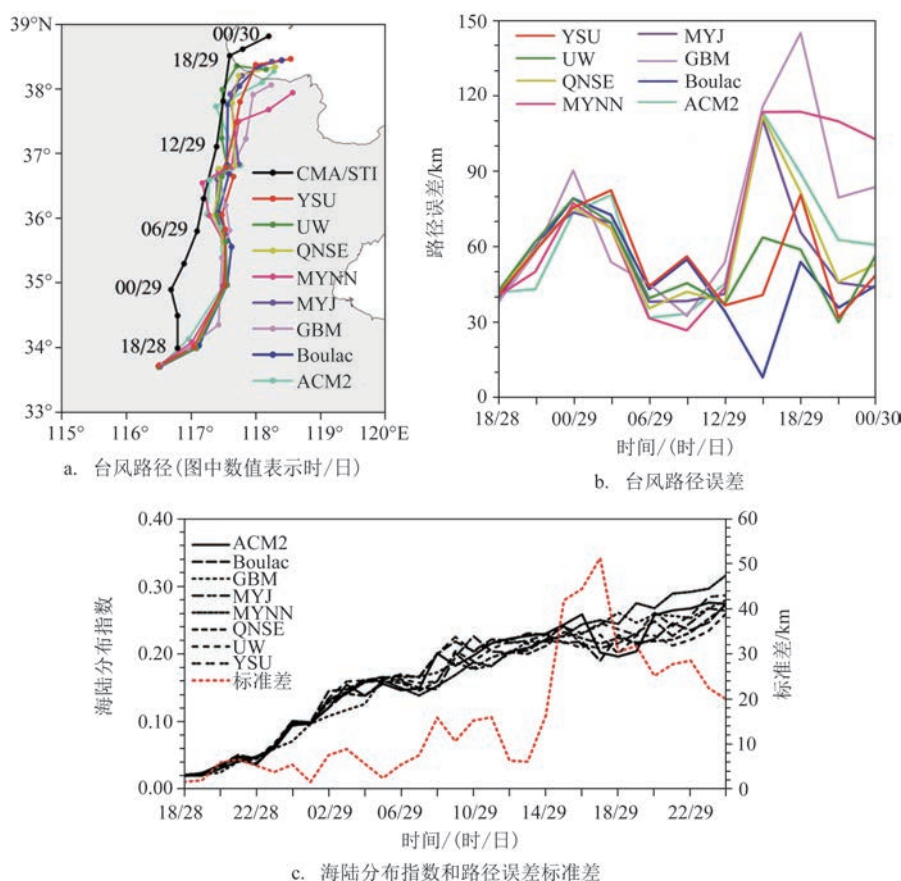 39°N
38°
37°
36°
35°
34°
33°
115°
116°
117°
118°
119°
120°E
00/30
18/29
12/29
06/29
00/29
18/28
CMA/STI
YSU
UW
QNSE
MYNN
MYJ
GBM
Boulac
ACM2
a. 台风路径(图中数值表示时/日)
150
120
90
60
30
0
路径误差/km
YSU
UW
QNSE
MYNN
MYJ
GBM
Boulac
ACM2
18/28 00/29 06/29 12/29 18/29 00/30
时间/(时/日)
b. 台风路径误差
0.40
0.30
0.20
0.10
0.00
海陆分布指数
ACM2
Boulac
GBM
MYJ
MYNN
QNSE
UW
YSU
标准差
60
50
40
30
20
10
0
标准差/km
18/28 22/28 02/29 06/29 10/29 14/29 18/29 22/29
时间/(时/日)
c. 海陆分布指数和路径误差标准差